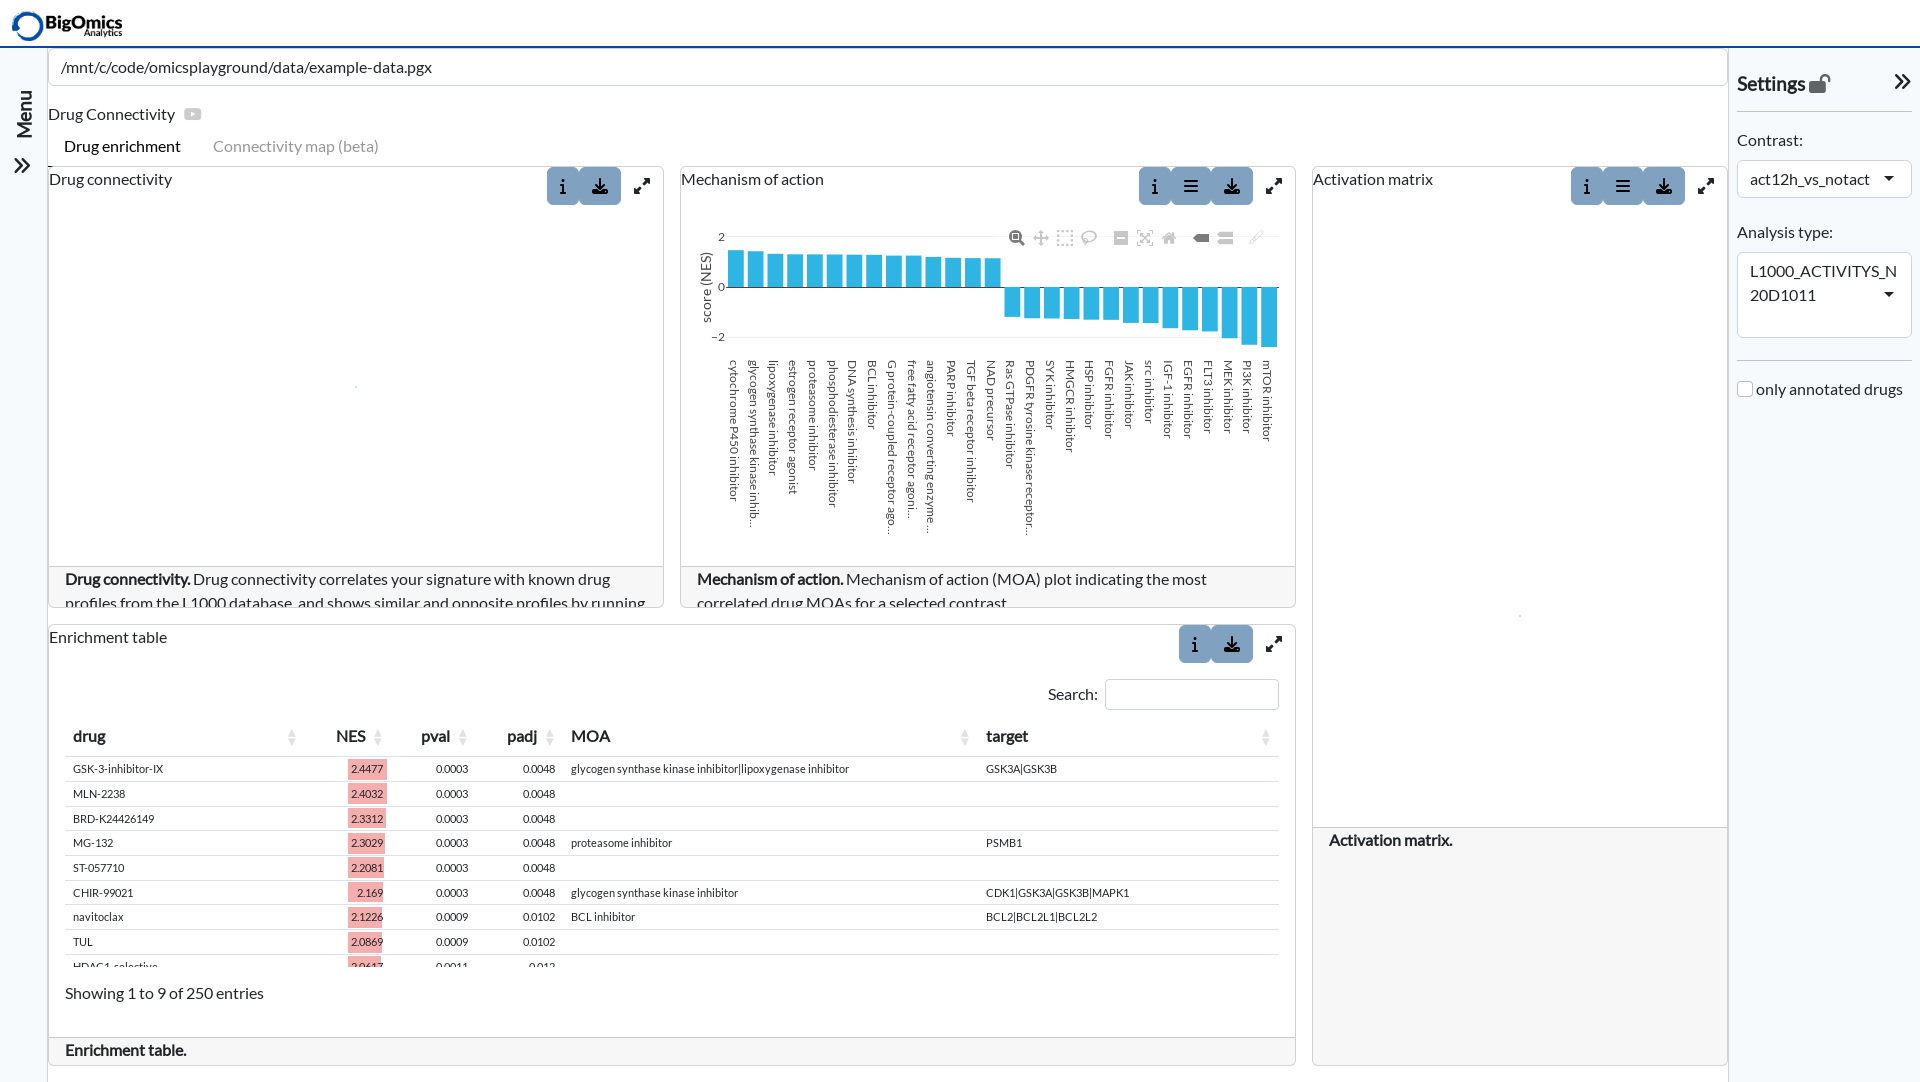 BigOmics
Analytics
/mnt/c/code/omicsplayground/data/example-data.pgx
Menu
Drug Connectivity
Drug enrichment
Connectivity map (beta)
Drug connectivity
Drug connectivity. Drug connectivity correlates your signature with known drug
profiles from the L1000 database, and shows similar and opposite profiles by running
Mechanism of action
2
0
−2
score (NES)
cytochrome P450 inhibitor
glycogen synthase kinase inhib...
lipoxygenase inhibitor
estrogen receptor agonist
proteasome inhibitor
phosphodiesterase inhibitor
DNA synthesis inhibitor
BCL inhibitor
G protein-coupled receptor ago...
free fatty acid receptor agoni...
angiotensin converting enzyme ...
PARP inhibitor
TGF beta receptor inhibitor
NAD precursor
Ras GTPase inhibitor
PDGFR tyrosine kinase receptor...
SYK inhibitor
HMGCR inhibitor
HSP inhibitor
FGFR inhibitor
JAK inhibitor
src inhibitor
IGF-1 inhibitor
EGFR inhibitor
FLT3 inhibitor
MEK inhibitor
PI3K inhibitor
mTOR inhibitor
Mechanism of action. Mechanism of action (MOA) plot indicating the most
correlated drug MOAs for a selected contrast
Activation matrix
Activation matrix.
Enrichment table
Search:
drug NES pval padj MOA target
GSK-3-inhibitor-IX 2.4477 0.0003 0.0048 glycogen synthase kinase inhibitor|lipoxygenase inhibitor GSK3A|GSK3B
MLN-2238 2.4032 0.0003 0.0048
BRD-K24426149 2.3312 0.0003 0.0048
MG-132 2.3029 0.0003 0.0048 proteasome inhibitor PSMB1
ST-057710 2.2081 0.0003 0.0048
CHIR-99021 2.169 0.0003 0.0048 glycogen synthase kinase inhibitor CDK1|GSK3A|GSK3B|MAPK1
navitoclax 2.1226 0.0009 0.0102 BCL inhibitor BCL2|BCL2L1|BCL2L2
TUL 2.0869 0.0009 0.0102
HDAC1-selective 2.0617 0.0011 0.012
Showing 1 to 9 of 250 entries
Enrichment table.
Settings
Contrast:
act12h_vs_notact
Analysis type:
L1000_ACTIVITYS_N
20D1011
only annotated drugs